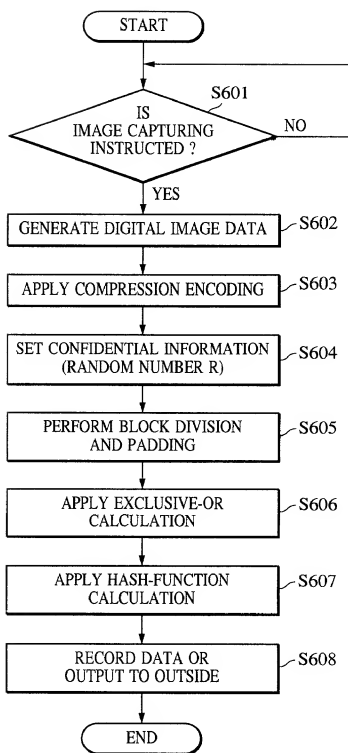 START
S601
IS
IMAGE CAPTURING
INSTRUCTED ?
NO
YES
GENERATE DIGITAL IMAGE DATA
S602
APPLY COMPRESSION ENCODING
S603
SET CONFIDENTIAL INFORMATION
(RANDOM NUMBER R)
S604
PERFORM BLOCK DIVISION
AND PADDING
S605
APPLY EXCLUSIVE-OR
CALCULATION
S606
APPLY HASH-FUNCTION
CALCULATION
S607
RECORD DATA OR
OUTPUT TO OUTSIDE
S608
END